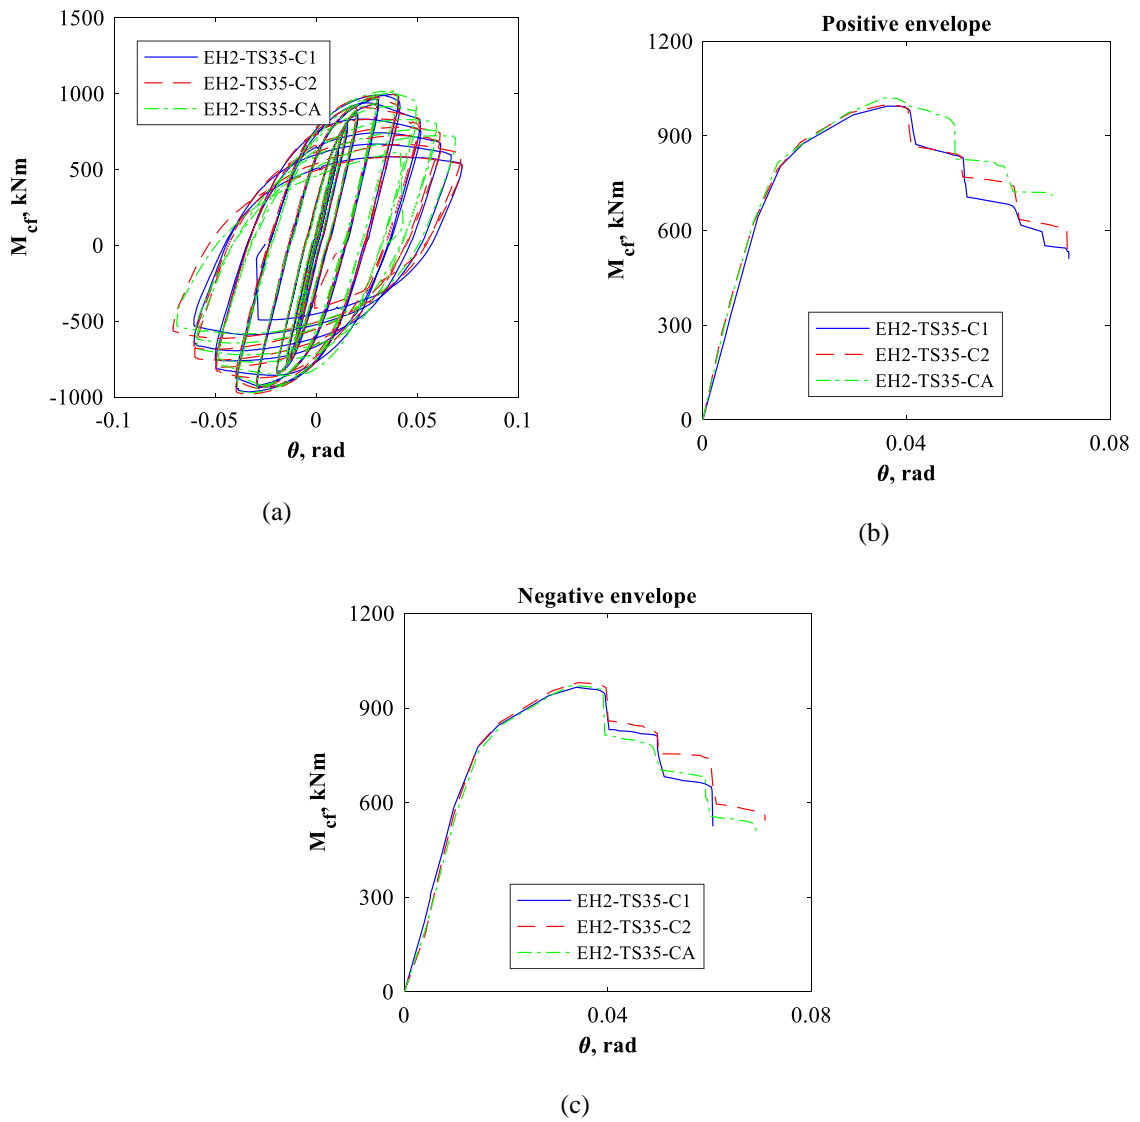 1500
1000
500
0
-500
-1000
M_cf, kNm
EH2-TS35-C1
EH2-TS35-C2
EH2-TS35-CA
-0.1 -0.05 0 0.05 0.1
θ, rad
(a)
Positive envelope
1200
900
600
300
0
M_cf, kNm
EH2-TS35-C1
EH2-TS35-C2
EH2-TS35-CA
0 0.04 0.08
θ, rad
(b)
Negative envelope
1200
900
600
300
0
M_cf, kNm
EH2-TS35-C1
EH2-TS35-C2
EH2-TS35-CA
0 0.04 0.08
θ, rad
(c)